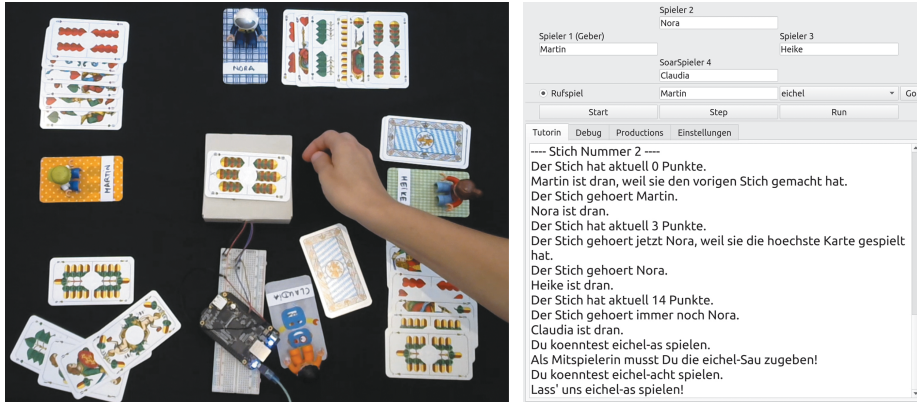 NORA
MARTIN
HEIKE
CLAUDIA
Spieler 2
Nora
Spieler 1 (Geber)
Spieler 3
Martin
Heike
SoarSpieler 4
Claudia
Rufspiel
Martin
eichel
Go
Start
Step
Run
Tutorin
Debug
Productions
Einstellungen
---- Stich Nummer 2 ----
Der Stich hat aktuell 0 Punkte.
Martin ist dran, weil sie den vorigen Stich gemacht hat.
Der Stich gehoert Martin.
Nora ist dran.
Der Stich hat aktuell 3 Punkte.
Der Stich gehoert jetzt Nora, weil sie die hoechste Karte gespielt
hat.
Der Stich gehoert Nora.
Heike ist dran.
Der Stich hat aktuell 14 Punkte.
Der Stich gehoert immer noch Nora.
Claudia ist dran.
Du koenntest eichel-as spielen.
Als Mitspielerin musst Du die eichel-Sau zugeben!
Du koenntest eichel-acht spielen.
Lass' uns eichel-as spielen!